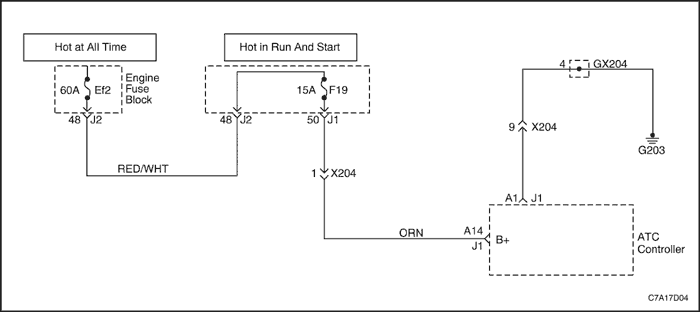 Hot at All Time
Hot in Run And Start
60A Ef2
Engine
Fuse
Block
15A F19
4 GX204
48 J2
48 J2
50 J1
9 X204
G203
RED/WHT
1 X204
A1 J1
ORN
A14
J1
B+
ATC
Controller
C7A17D04